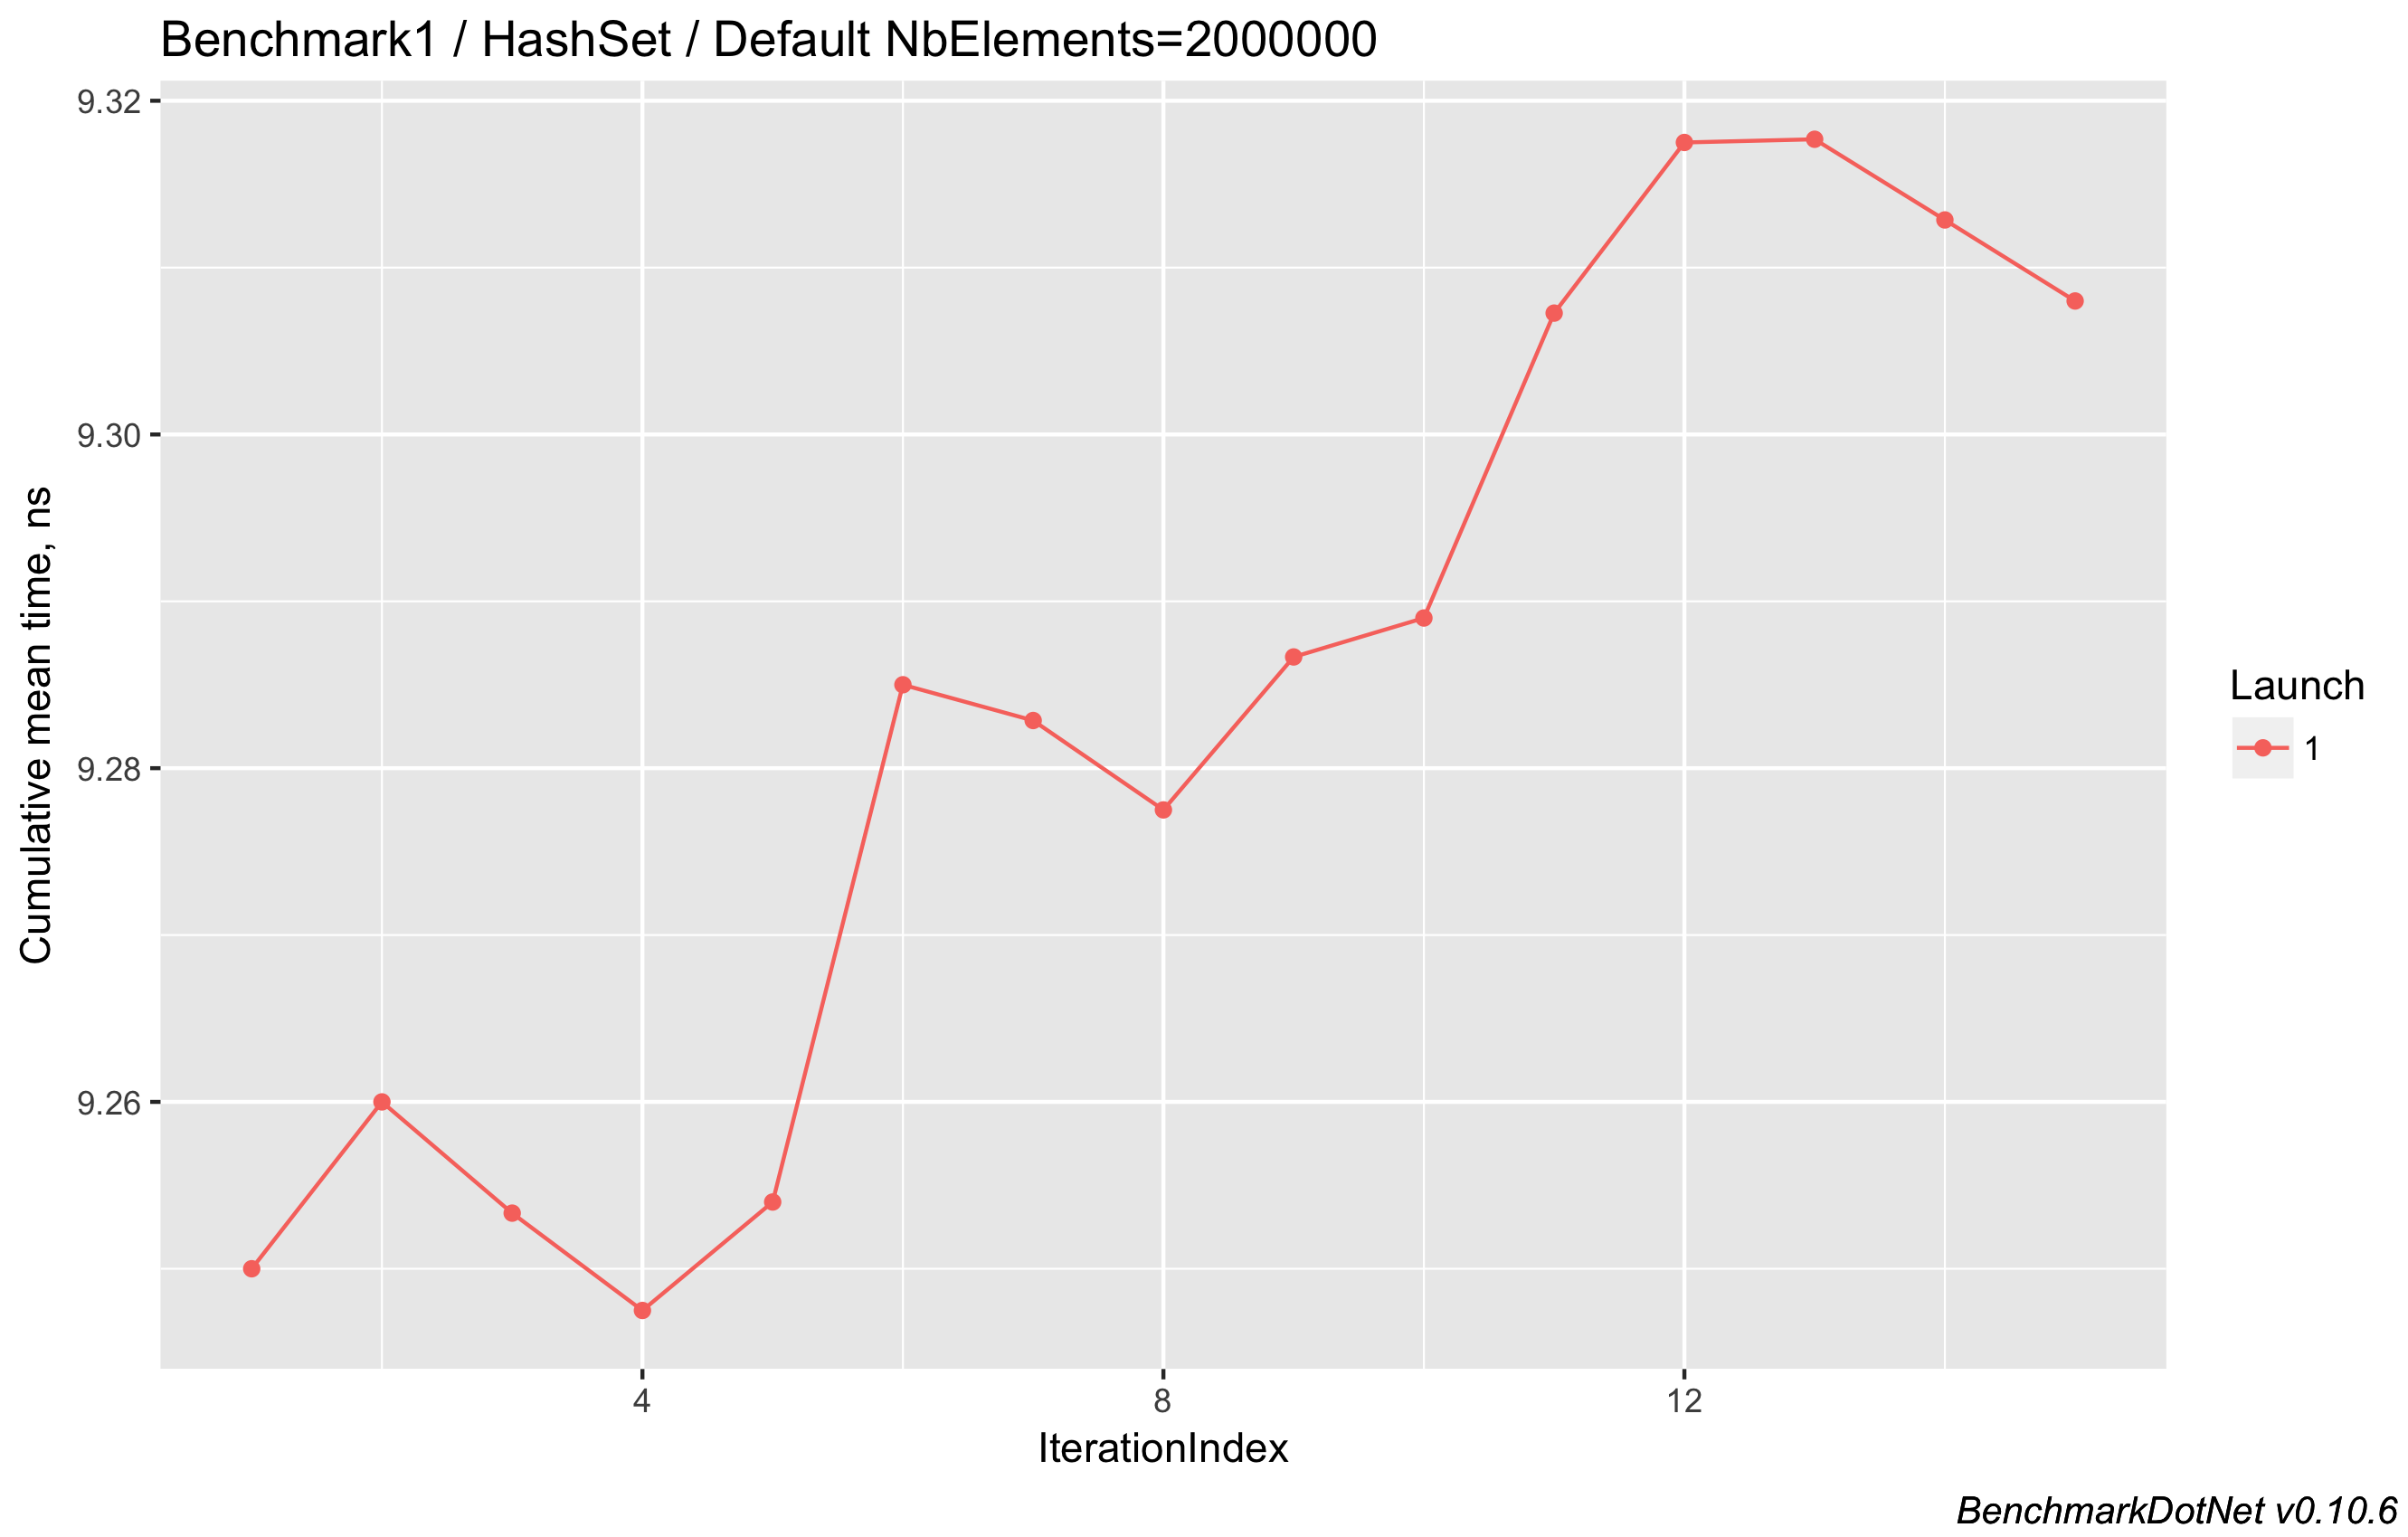 Benchmark1 / HashSet / Default NbElements=2000000
9.32
9.30
9.28
9.26
Cumulative mean time, ns
4
8
12
IterationIndex
Launch
1
BenchmarkDotNet v0.10.6